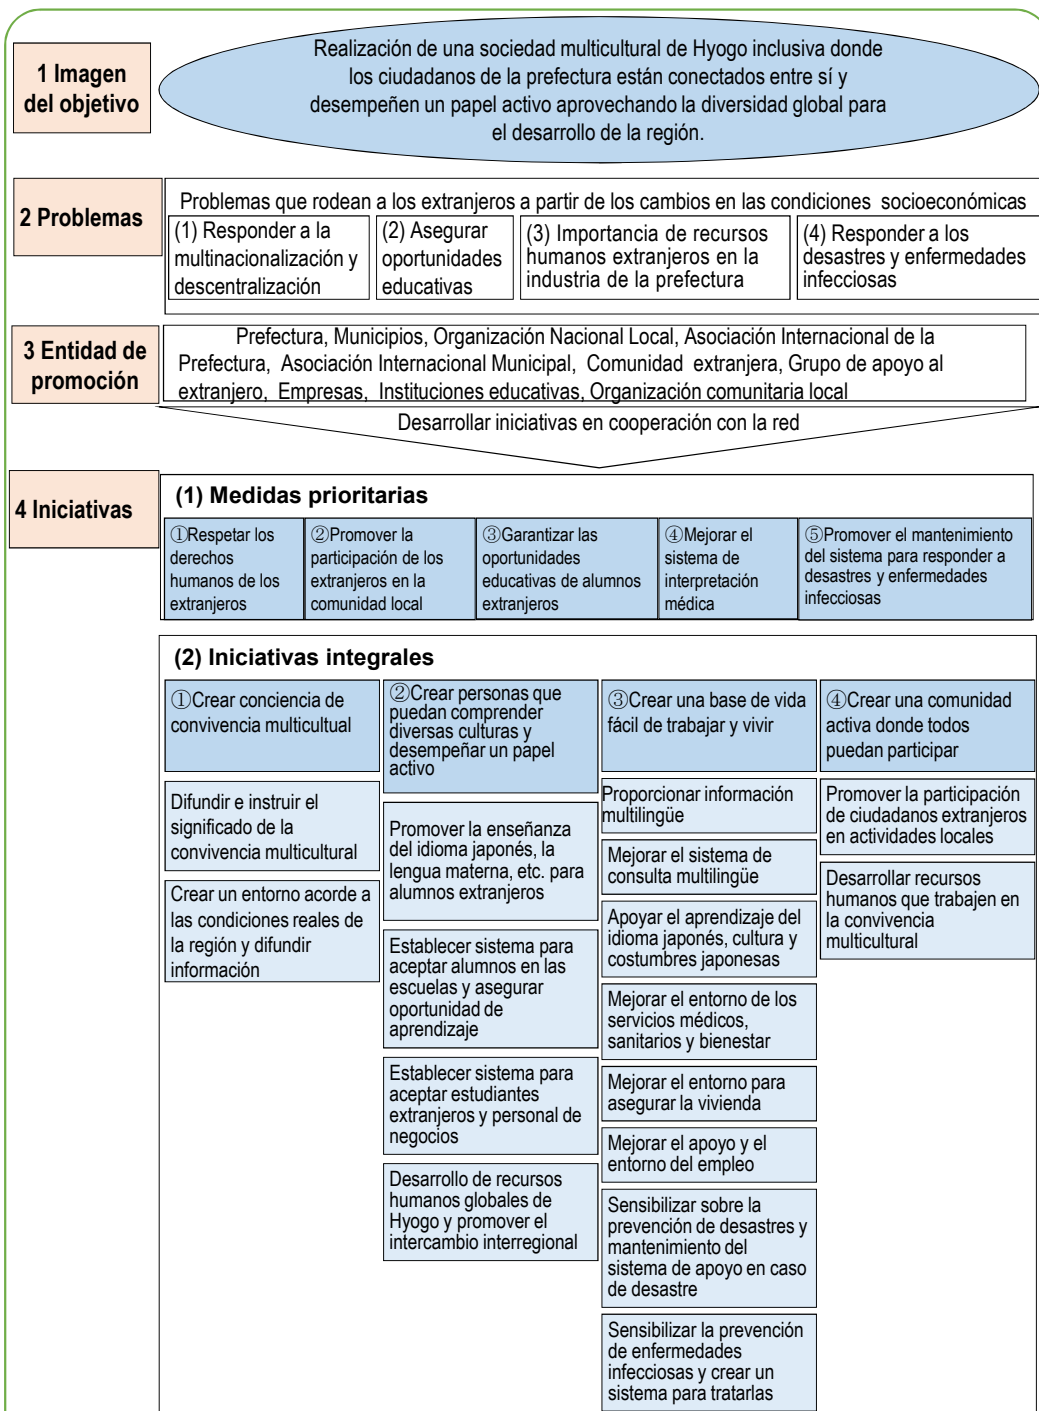 1 Imagen
del objetivo
Realización de una sociedad multicultural de Hyogo inclusiva donde
los ciudadanos de la prefectura están conectados entre sí y
desempeñen un papel activo aprovechando la diversidad global para
el desarrollo de la región.
2 Problemas
Problemas que rodean a los extranjeros a partir de los cambios en las condiciones socioeconómicas
(1) Responder a la
multinacionalización y
descentralización
(2) Asegurar
oportunidades
educativas
(3) Importancia de recursos
humanos extranjeros en la
industria de la prefectura
(4) Responder a los
desastres y enfermedades
infecciosas
3 Entidad de
promoción
Prefectura, Municipios, Organización Nacional Local, Asociación Internacional de la
Prefectura, Asociación Internacional Municipal, Comunidad extranjera, Grupo de apoyo al
extranjero, Empresas, Instituciones educativas, Organización comunitaria local
Desarrollar iniciativas en cooperación con la red
4 Iniciativas
(1) Medidas prioritarias
①Respetar los
derechos
humanos de los
extranjeros
②Promover la
participación de los
extranjeros en la
comunidad local
③Garantizar las
oportunidades
educativas de alumnos
extranjeros
④Mejorar el
sistema de
interpretación
médica
⑤Promover el mantenimiento
del sistema para responder a
desastres y enfermedades
infecciosas
(2) Iniciativas integrales
①Crear conciencia de
convivencia multicultual
Difundir e instruir el
significado de la
convivencia multicultural
Crear un entorno acorde a
las condiciones reales de
la región y difundir
información
②Crear personas que
puedan comprender
diversas culturas y
desempeñar un papel
activo
Promover la enseñanza
del idioma japonés, la
lengua materna, etc. para
alumnos extranjeros
Establecer sistema para
aceptar alumnos en las
escuelas y asegurar
oportunidad de
aprendizaje
Establecer sistema para
aceptar estudiantes
extranjeros y personal de
negocios
Desarrollo de recursos
humanos globales de
Hyogo y promover el
intercambio interregional
③Crear una base de vida
fácil de trabajar y vivir
Proporcionar información
multilingüe
Mejorar el sistema de
consulta multilingüe
Apoyar el aprendizaje del
idioma japonés, cultura y
costumbres japonesas
Mejorar el entorno de los
servicios médicos,
sanitarios y bienestar
Mejorar el entorno para
asegurar la vivienda
Mejorar el apoyo y el
entorno del empleo
Sensibilizar sobre la
prevención de desastres y
mantenimiento del
sistema de apoyo en caso
de desastre
Sensibilizar la prevención
de enfermedades
infecciosas y crear un
sistema para tratarlas
④Crear una comunidad
activa donde todos
puedan participar
Promover la participación
de ciudadanos extranjeros
en actividades locales
Desarrollar recursos
humanos que trabajen en
la convivencia
multicultural